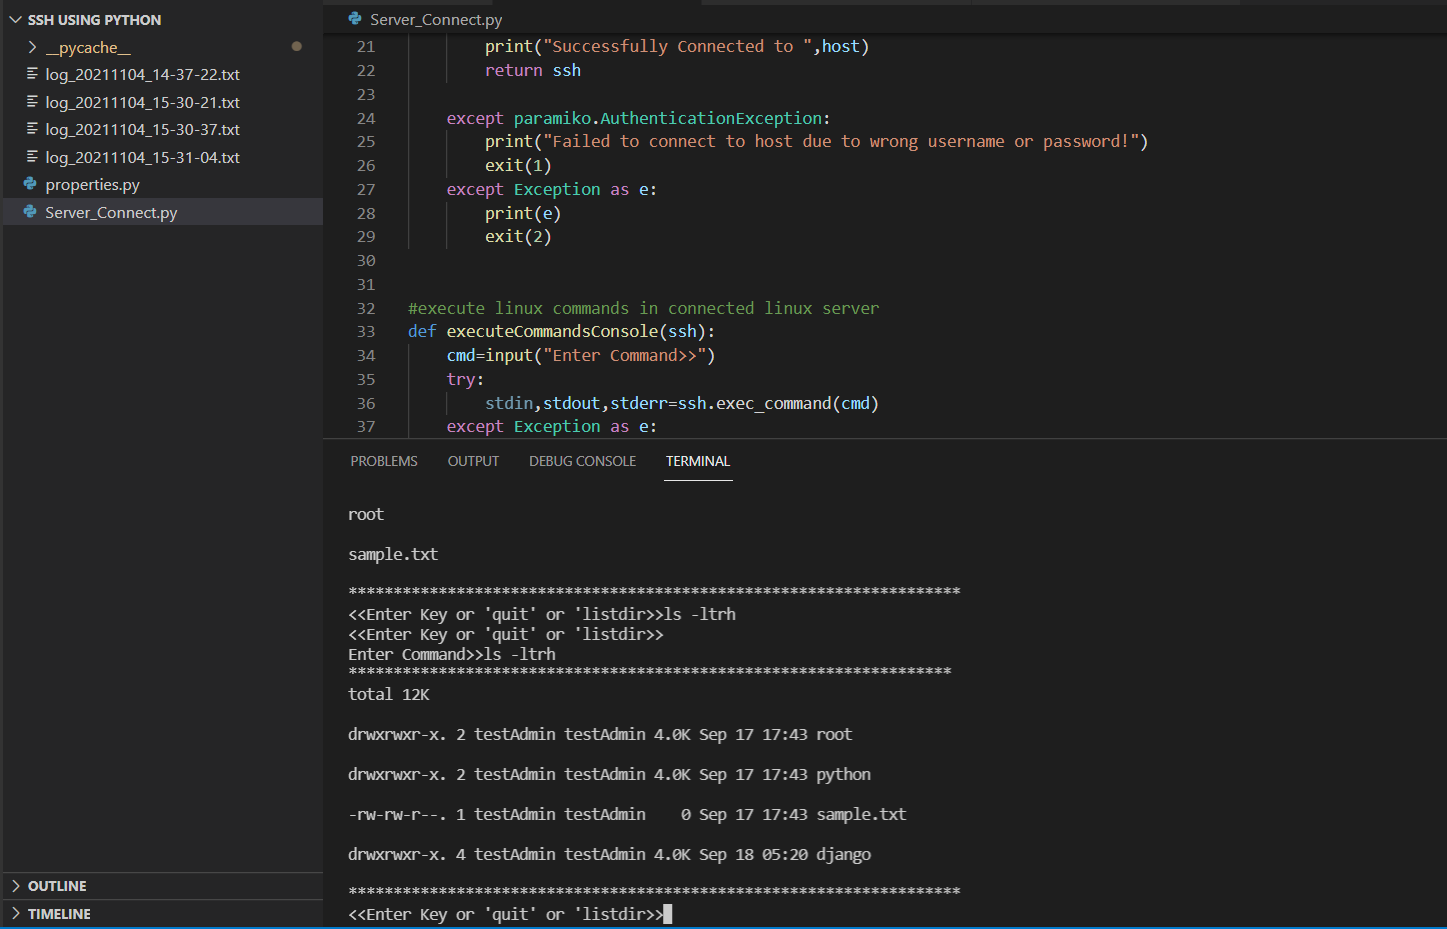 SSH USING PYTHON
__pycache__
log_20211104_14-37-22.txt
log_20211104_15-30-21.txt
log_20211104_15-30-37.txt
log_20211104_15-31-04.txt
properties.py
Server_Connect.py
OUTLINE
TIMELINE
Server_Connect.py
21 print("Successfully Connected to ",host)
22 return ssh
23
24 except paramiko.AuthenticationException:
25 print("Failed to connect to host due to wrong username or password!")
26 exit(1)
27 except Exception as e:
28 print(e)
29 exit(2)
30
31
32 #execute linux commands in connected linux server
33 def executeCommandsConsole(ssh):
34 cmd=input("Enter Command>>")
35 try:
36 stdin,stdout,stderr=ssh.exec_command(cmd)
37 except Exception as e:
PROBLEMS OUTPUT DEBUG CONSOLE TERMINAL
root
sample.txt
********************************************************************
<<Enter Key or 'quit' or 'listdir>>ls -ltrh
<<Enter Key or 'quit' or 'listdir>>
Enter Command>>ls -ltrh
*******************************************************************
total 12K
drwxrwxr-x. 2 testAdmin testAdmin 4.0K Sep 17 17:43 root
drwxrwxr-x. 2 testAdmin testAdmin 4.0K Sep 17 17:43 python
-rw-rw-r--. 1 testAdmin testAdmin    0 Sep 17 17:43 sample.txt
drwxrwxr-x. 4 testAdmin testAdmin 4.0K Sep 18 05:20 django
********************************************************************
<<Enter Key or 'quit' or 'listdir>>